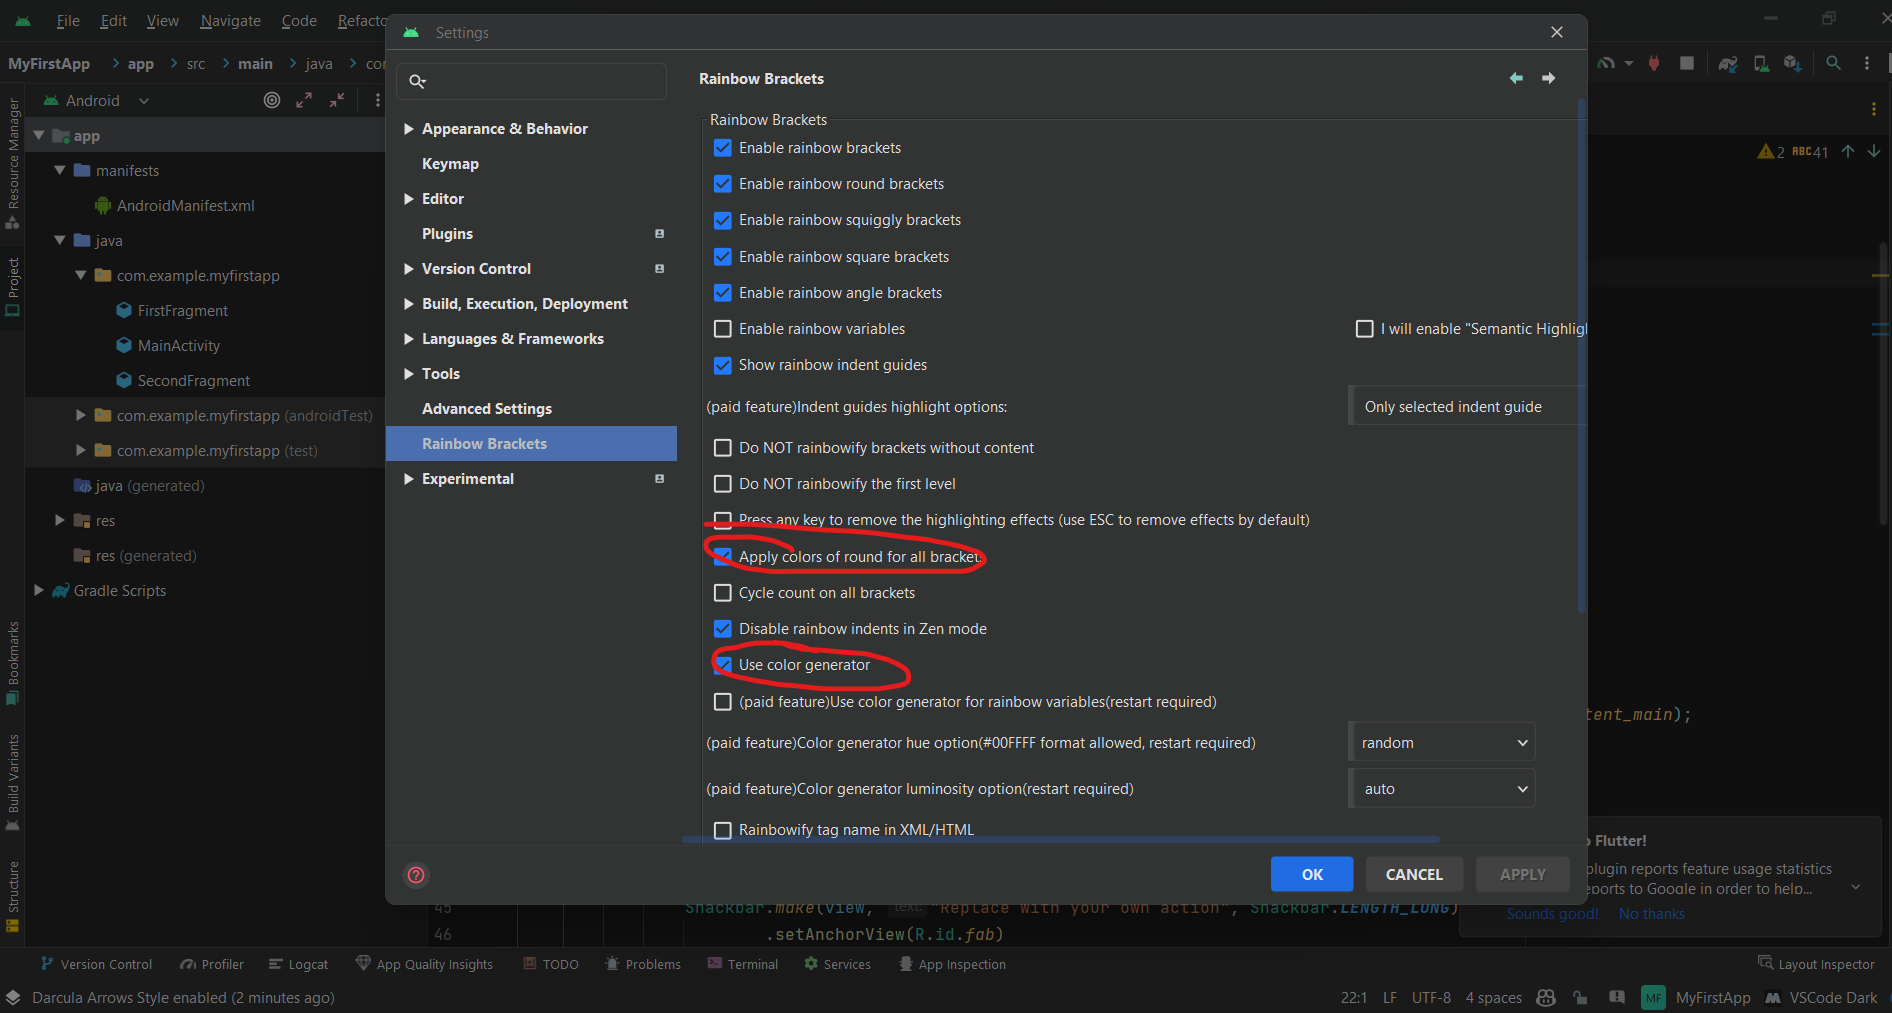 File Edit View Navigate Code
Settings
MyFirstApp app src main java
Rainbow Brackets
Android
Resource Manager
Rainbow Brackets
app
Appearance & Behavior
Enable rainbow brackets
2 ABC 41
manifests
Keymap
Enable rainbow round brackets
AndroidManifest.xml
Editor
Enable rainbow squiggly brackets
java
Plugins
Enable rainbow square brackets
Project
com.example.myfirstapp
Version Control
Enable rainbow angle brackets
FirstFragment
Build, Execution, Deployment
Enable rainbow variables
I will enable "Semantic
MainActivity
Languages & Frameworks
Show rainbow indent guides
SecondFragment
Tools
(paid feature)Indent guides highlight options:
Only selected indent guide
com.example.myfirstapp (androidTest)
Advanced Settings
Do NOT rainbowify brackets without content
com.example.myfirstapp (test)
Rainbow Brackets
Do NOT rainbowify the first level
java (generated)
Experimental
Press any key to remove the highlighting effects (use ESC to remove effects by default)
res
Apply colors of round for all
res (generated)
Cycle count on all brackets
Gradle Scripts
Disable rainbow indents in Zen mode
Bookmarks
Use color generator
(paid feature)Use color generator for rainbow variables(restart required)
tent_main);
(paid feature)Color generator hue option(#00FFFF format allowed, restart required)
random
Build Variants
(paid feature)Color generator luminosity option(restart required)
auto
Rainbowify tag name in XML/HTML
Flutter!
plugin reports feature usage statistics
to Google in order to help...
OK CANCEL APPLY
Structure
45 Snackbar.make(view, text: "Replace with your own action", Snackbar.LENGTH_LONG)
Sounds good! No thanks
46 .setAnchorView(R.id.fab)
Version Control Profiler Logcat App Quality Insights TODO Problems Terminal Services App Inspection
Layout Inspector
Darcula Arrows Style enabled (2 minutes ago)
22:1 LF UTF-8 4 spaces MF MyFirstApp VSCode Dark